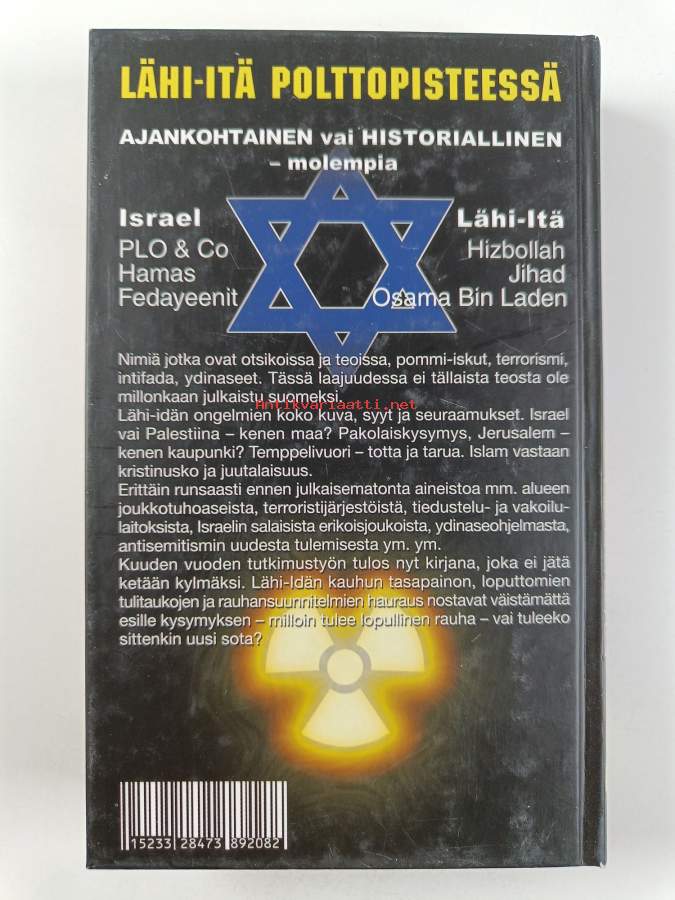 LÄHI-ITÄ POLTTOPISTEESSÄ
AJANKOHTAINEN vai HISTORIALLINEN
– molempia
Israel
PLO & Co
Hamas
Fedayeenit
Lähi-Itä
Hizbollah
Jihad
Osama Bin Laden
Nimiä jotka ovat otsikoissa ja teoissa, pommi-iskut, terrorismi,
intifada, ydinaseet. Tässä laajuudessa ei tällaista teosta ole
millonkaan julkaistu suomeksi.
Antikvariaatti.net
Lähi-idän ongelmien koko kuva, syyt ja seuraamukset. Israel
vai Palestiina – kenen maa? Pakolaiskysymys, Jerusalem –
kenen kaupunki? Temppelivuori – totta ja tarua. Islam vastaan
kristinusko ja juutalaisuus.
Erittäin runsaasti ennen julkaisematonta aineistoa mm. alueen
joukkotuhoaseista, terroristijärjestöistä, tiedustelu- ja vakoilu-
laitoksista, Israelin salaisista erikoisjoukoista, ydinaseohjelmasta,
antisemitismin uudesta tulemisesta ym. ym.
Kuuden vuoden tutkimustyön tulos nyt kirjana, joka ei jätä
ketään kylmäksi. Lähi-Idän kauhun tasapainon, loputtomien
tulitaukojen ja rauhansuunnitelmien hauraus nostavat väistämättä
esille kysymyksen – milloin tulee lopullinen rauha – vai tuleeko
sittenkin uusi sota?
15233 28473 892082